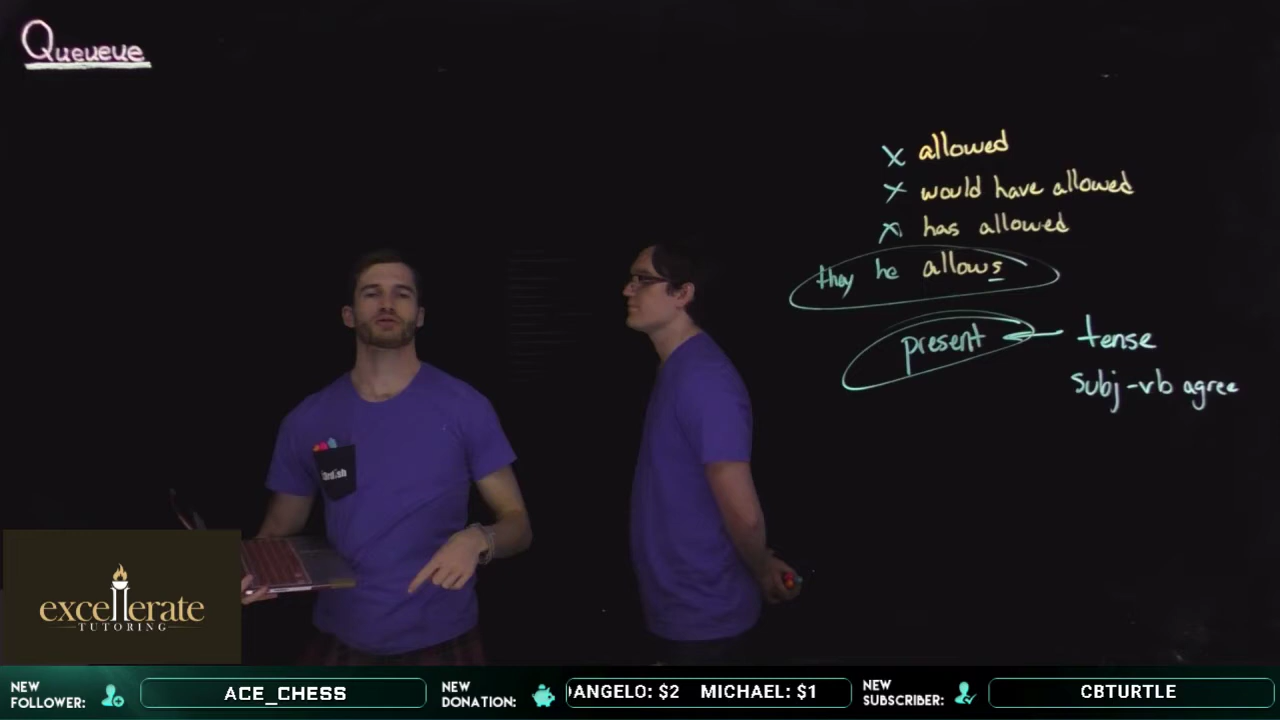 Queueue
x allowed
x would have allowed
x has allowed
they he allows
present
tense
subj-vb agree
excellerate
TUTORING
NEW FOLLOWER:
ACE_CHESS
NEW DONATION:
ANGELO: $2 MICHAEL: $1
NEW SUBSCRIBER:
CBTURTLE